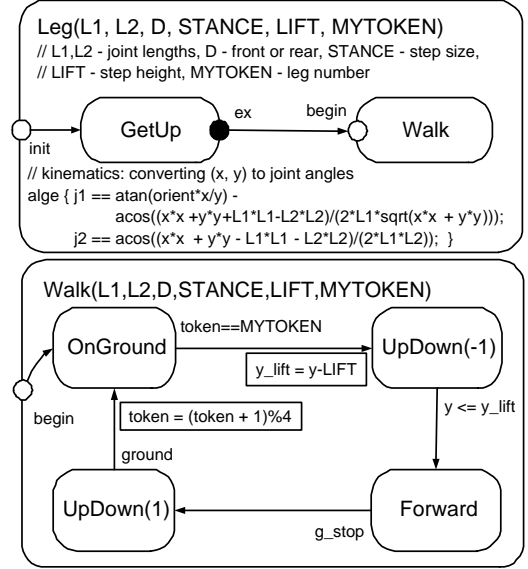 Leg(L1, L2, D, STANCE, LIFT, MYTOKEN)
// L1,L2 - joint lengths, D - front or rear, STANCE - step size,
// LIFT - step height, MYTOKEN - leg number
ex
begin
GetUp
Walk
init
// kinematics: converting (x, y) to joint angles
alge { j1 == atan(orient*x/y) -
acos((x*x +y*y+L1*L1-L2*L2)/(2*L1*sqrt(x*x + y*y)));
j2 == acos((x*x + y*y - L1*L1 - L2*L2)/(2*L1*L2)); }
Walk(L1,L2,D,STANCE,LIFT,MYTOKEN)
token==MYTOKEN
OnGround
UpDown(-1)
y_lift = y-LIFT
begin
token = (token + 1)%4
y <= y_lift
ground
UpDown(1)
Forward
g_stop